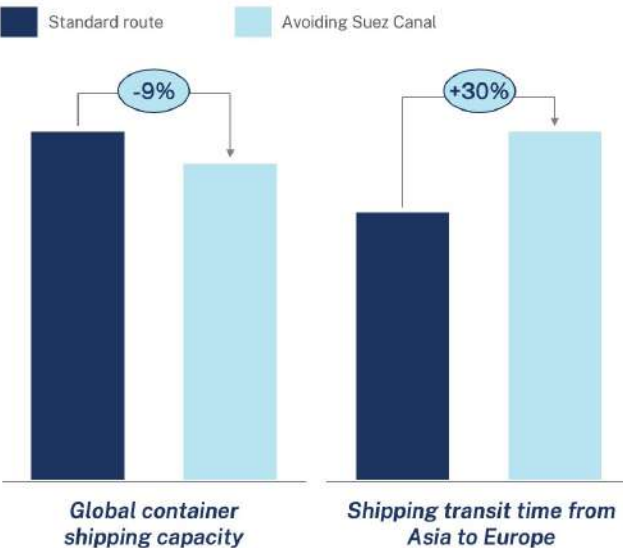 Standard route
Avoiding Suez Canal
-9%
+30%
Global container
shipping capacity
Shipping transit time from
Asia to Europe